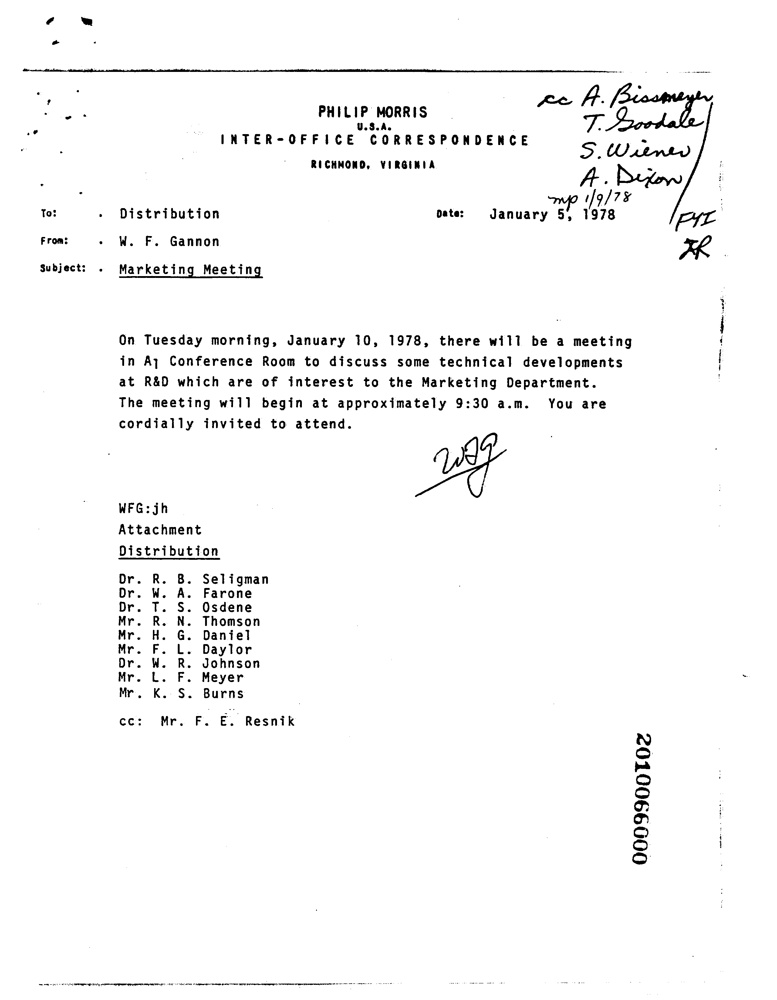 PHILIP MORRIS
U.S.A.
INTER-OFFICE CORRESPONDENCE
RICHMOND, VIRGINIA
cc A. Bissmeyer
T. Goodale
S. Wiener
A. Dixon
mp 1/9/78
FYI
To: . Distribution
Date: January 5, 1978
From: . W. F. Gannon
Subject: . Marketing Meeting
On Tuesday morning, January 10, 1978, there will be a meeting
in A1 Conference Room to discuss some technical developments
at R&D which are of interest to the Marketing Department.
The meeting will begin at approximately 9:30 a.m. You are
cordially invited to attend.
WFG
WFG:jh
Attachment
Distribution
Dr. R. B. Seligman
Dr. W. A. Farone
Dr. T. S. Osdene
Mr. R. N. Thomson
Mr. H. G. Daniel
Mr. F. L. Daylor
Dr. W. R. Johnson
Mr. L. F. Meyer
Mr. K. S. Burns
cc: Mr. F. E. Resnik
2010066000